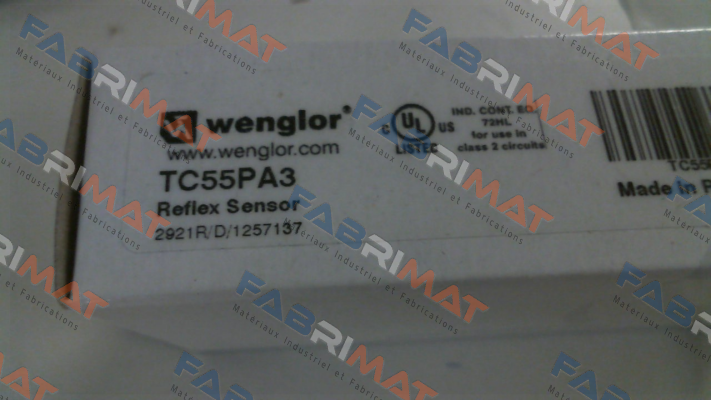 wenglor®
www.wenglor.com
TC55PA3
Reflex Sensor
2921R/D/1257137
C UL US
LISTED
IND. CONT. EQ.
72HL
for use in
class 2 circuits
TC55
Made in
FABRIMAT
Materiaux Industriel et Fabrications